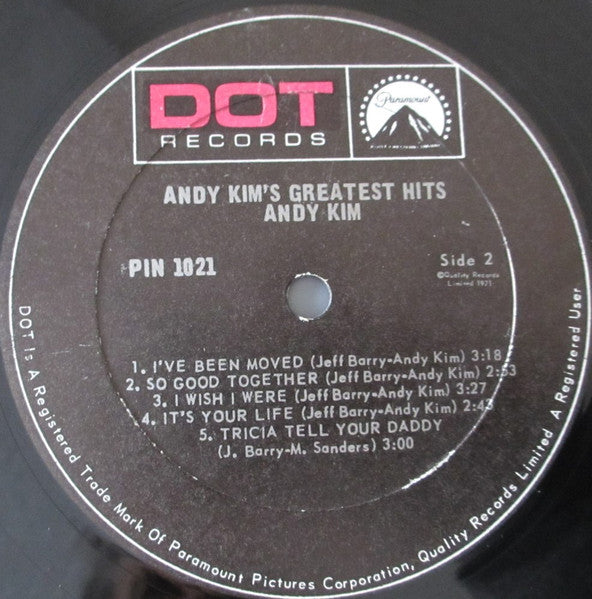 DOT
RECORDS
Paramount
ANDY KIM'S GREATEST HITS
ANDY KIM
PIN 1021
Side 2
©Quality Records
Limited 1971
1. I'VE BEEN MOVED (Jeff Barry-Andy Kim) 3:18
2. SO GOOD TOGETHER (Jeff Barry-Andy Kim) 2:53
3. I WISH I WERE (Jeff Barry-Andy Kim) 3:27
4. IT'S YOUR LIFE (Jeff Barry-Andy Kim) 2:43
5. TRICIA TELL YOUR DADDY
(J. Barry-M. Sanders) 3:00
DOT Is A Registered Trade Mark Of Paramount Pictures Corporation, Quality Records Limited A Registered User